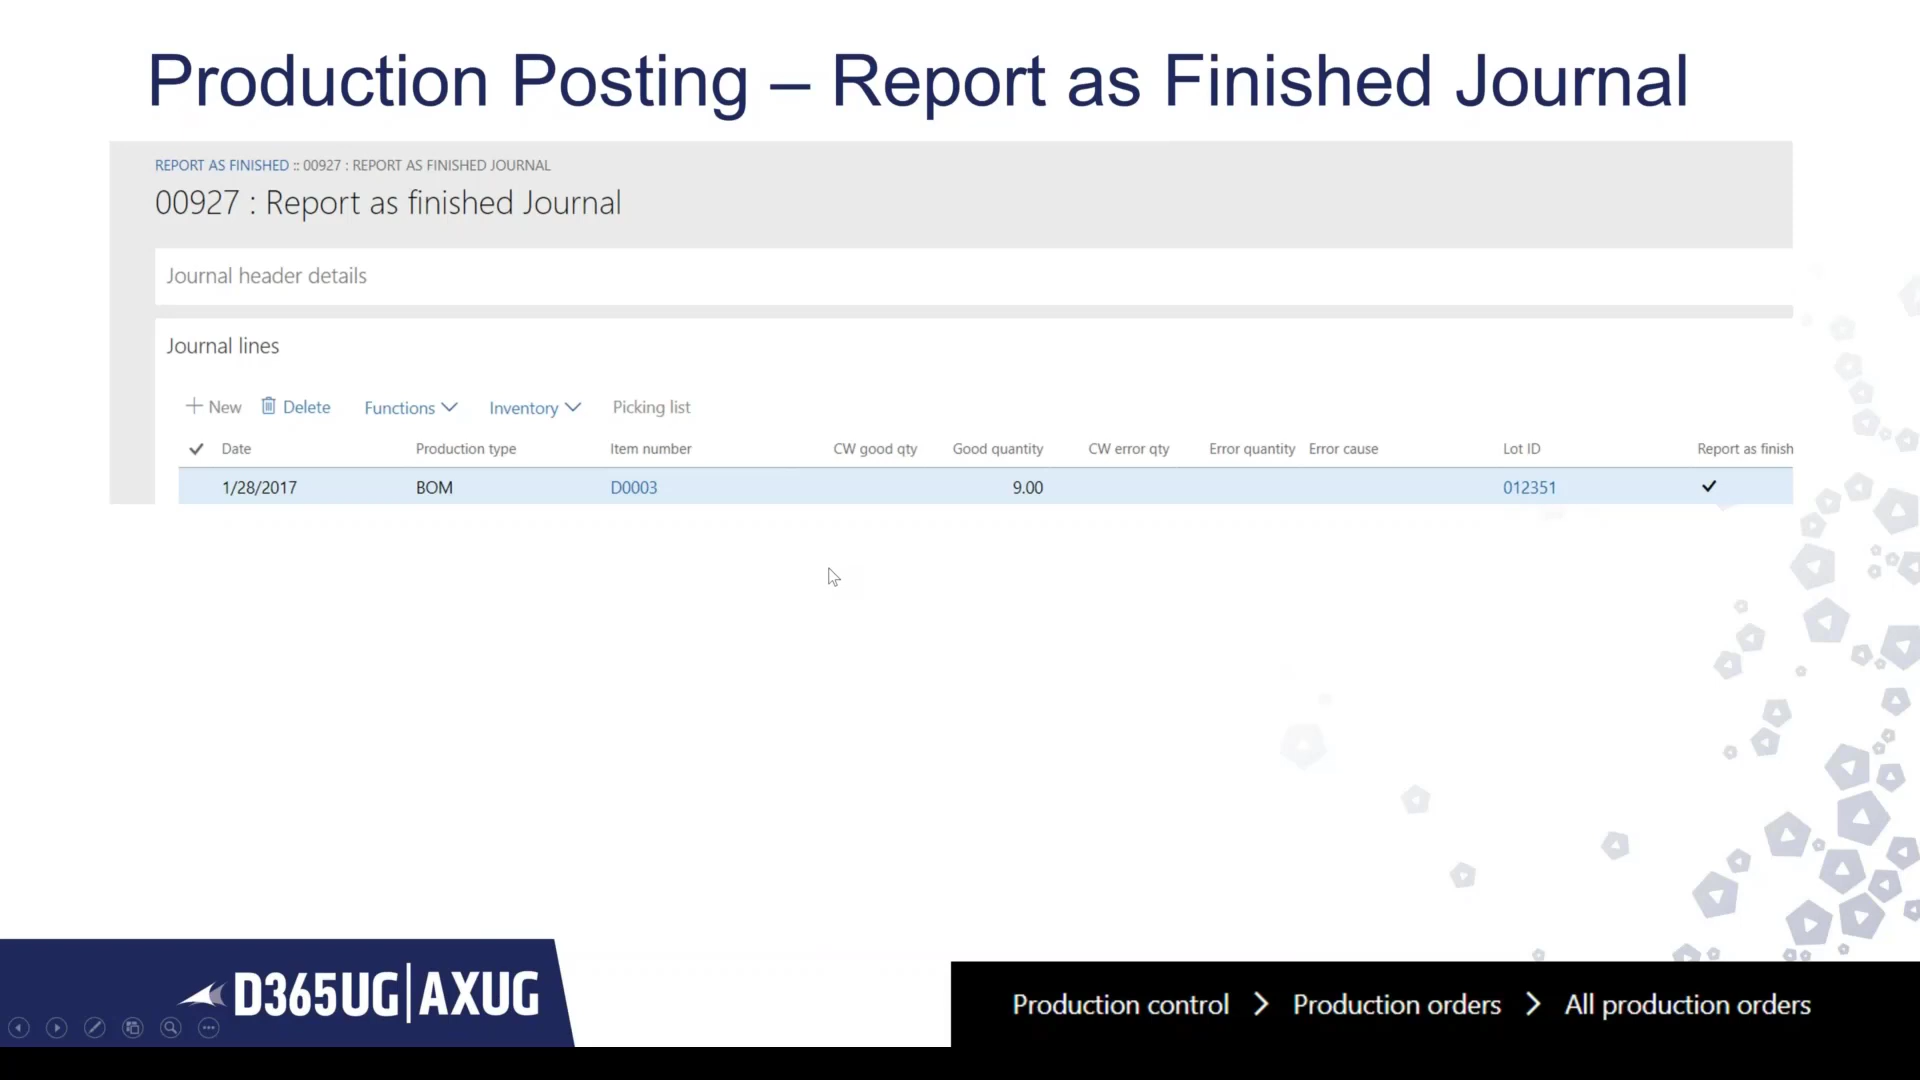 Production Posting – Report as Finished Journal
REPORT AS FINISHED :: 00927 : REPORT AS FINISHED JOURNAL
00927 : Report as finished Journal
Journal header details
Journal lines
New Delete Functions Inventory Picking list
Date Production type Item number CW good qty Good quantity CW error qty Error quantity Error cause Lot ID Report as finish
1/28/2017 BOM D0003 9.00 012351
D365UG|AXUG
Production control > Production orders > All production orders